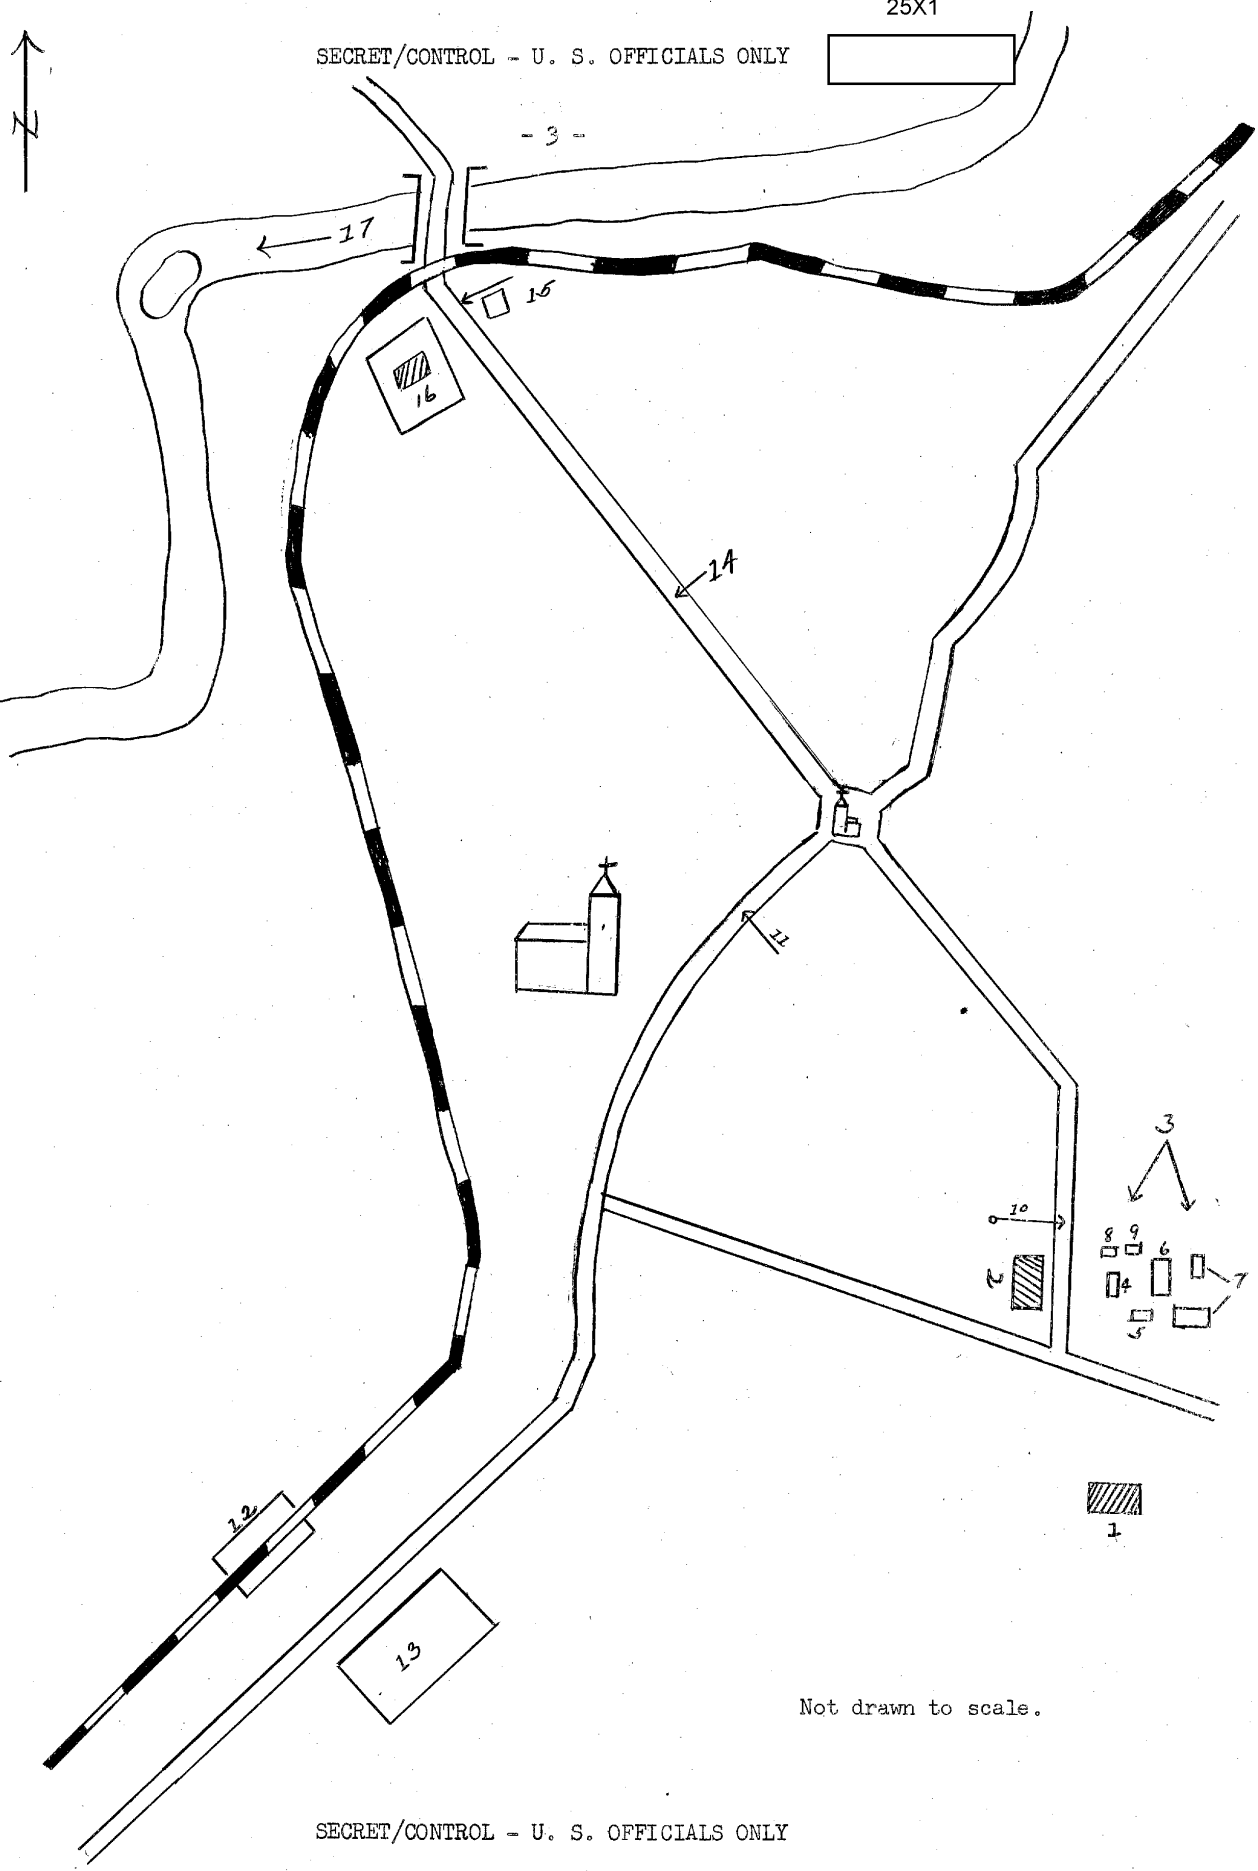 25X1
SECRET/CONTROL - U. S. OFFICIALS ONLY
N
- 3 -
17
15
16
14
11
3
10
8 9
6
2
4
7
5
12
1
13
Not drawn to scale.
SECRET/CONTROL - U. S. OFFICIALS ONLY